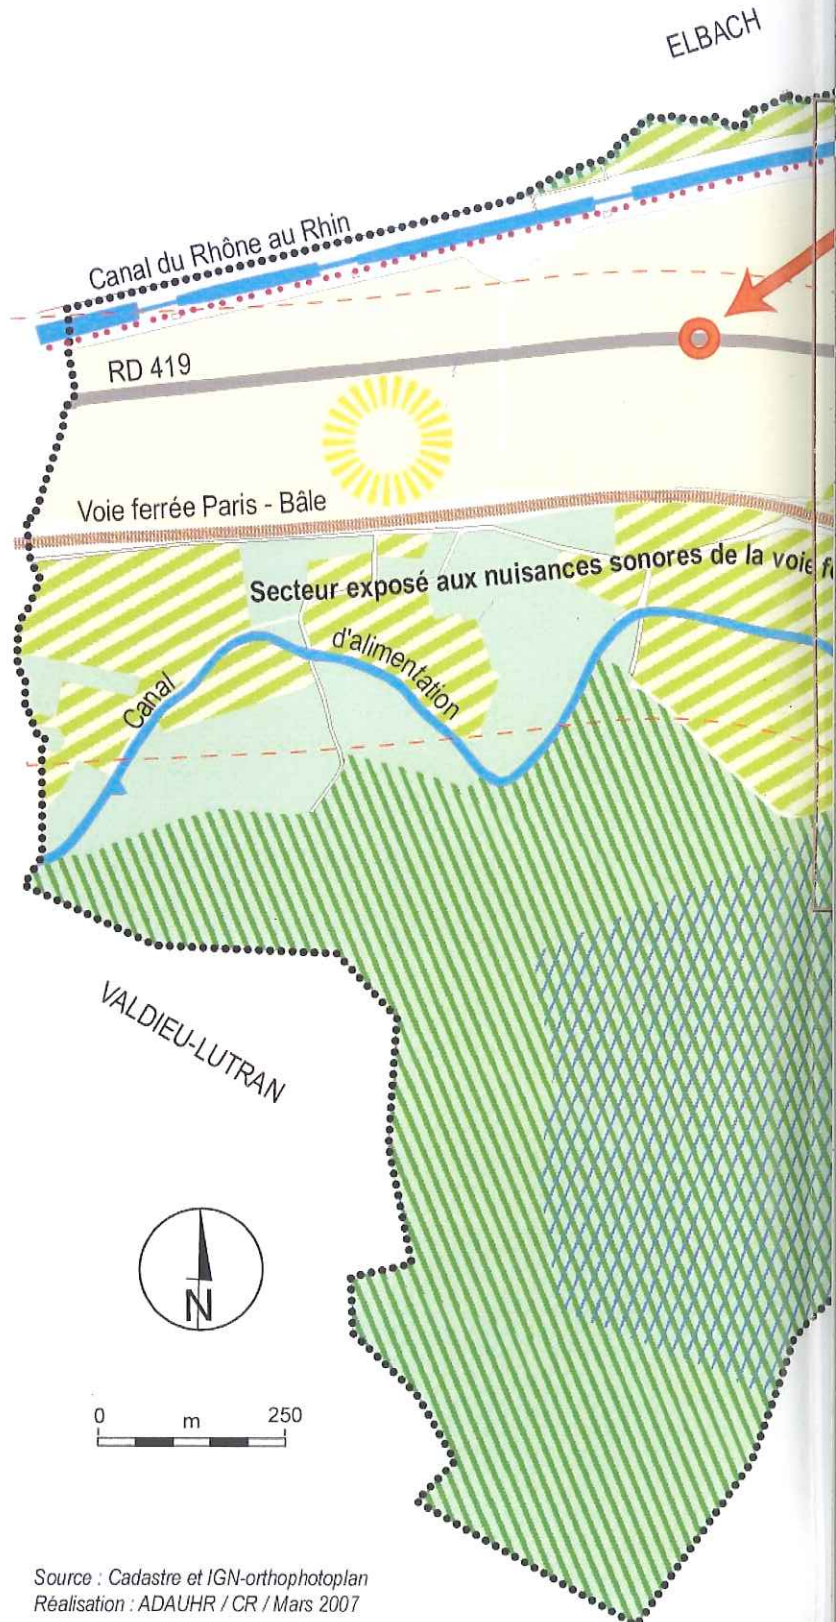 ELBACH
Canal du Rhône au Rhin
RD 419
Voie ferrée Paris - Bâle
Secteur exposé aux nuisances sonores de la voie f
Canal
d'alimentation
VALDIEU-LUTRAN
N
0 m 250
Source : Cadastre et IGN-orthophotoplan
Réalisation : ADAUHR / CR / Mars 2007